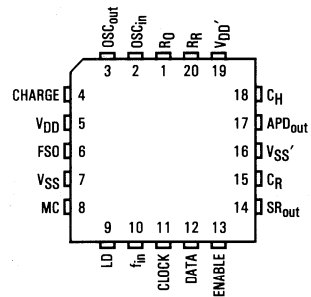 OSCout
OSCin
RO
RR
VDD'
3 2 1 20 19
CHARGE 4
VDD 5
FSO 6
VSS 7
MC 8
18 CH
17 APDout
16 VSS'
15 CR
14 SRout
9 10 11 12 13
LD
fin
CLOCK
DATA
ENABLE